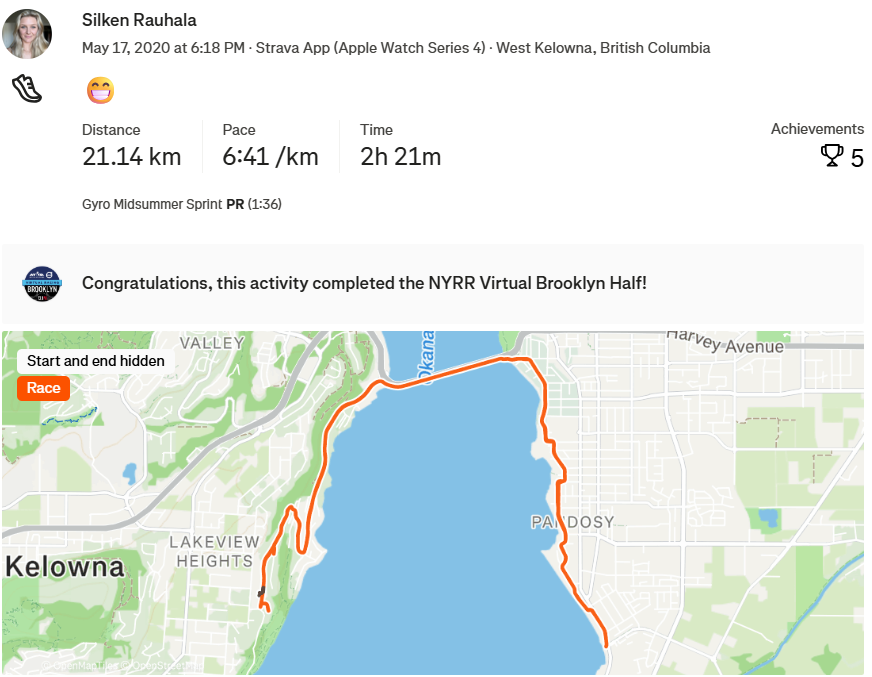 Silken Rauhala
May 17, 2020 at 6:18 PM · Strava App (Apple Watch Series 4) · West Kelowna, British Columbia
Distance
21.14 km
Pace
6:41 /km
Time
2h 21m
Achievements
5
Gyro Midsummer Sprint PR (1:36)
BROOKLYN
Congratulations, this activity completed the NYRR Virtual Brooklyn Half!
Start and end hidden
Race
VALLEY
Okana
Harvey Avenue
PANDOSY
LAKEVIEW
HEIGHTS
Kelowna
© OpenMapTiles © OpenStreetMap